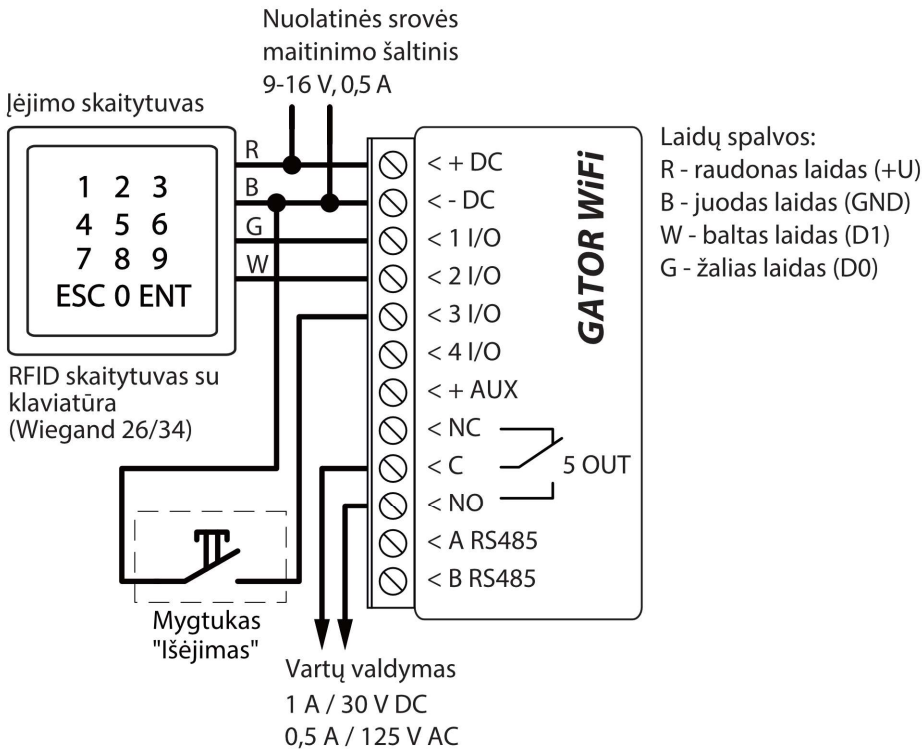 Nuolatinės srovės
maitinimo šaltinis
9-16 V, 0,5 A
Įėjimo skaitytuvas
1 2 3
4 5 6
7 8 9
ESC 0 ENT
R
B
G
W
RFID skaitytuvas su
klaviatūra
(Wiegand 26/34)
< + DC
< - DC
< 1 I/O
< 2 I/O
< 3 I/O
< 4 I/O
< + AUX
< NC
< C
< NO
< A RS485
< B RS485
5 OUT
GATOR WiFi
Laidų spalvos:
R - raudonas laidas (+U)
B - juodas laidas (GND)
W - baltas laidas (D1)
G - žalias laidas (D0)
Mygtukas
"Išėjimas"
Vartų valdymas
1 A / 30 V DC
0,5 A / 125 V AC